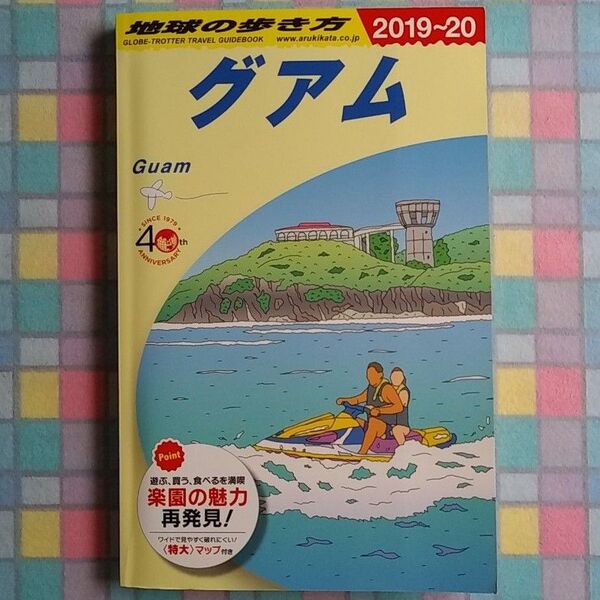 地球の歩き方
GLOBE-TROTTER TRAVEL GUIDEBOOK
www.arukikata.co.jp
2019~20
グアム
Guam
SINCE 1979
40th
ANNIVERSARY
Point
遊ぶ、買う、食べるを満喫
楽園の魅力
再発見!
ワイドで見やすく破れにくい!
〈特大〉マップ付き